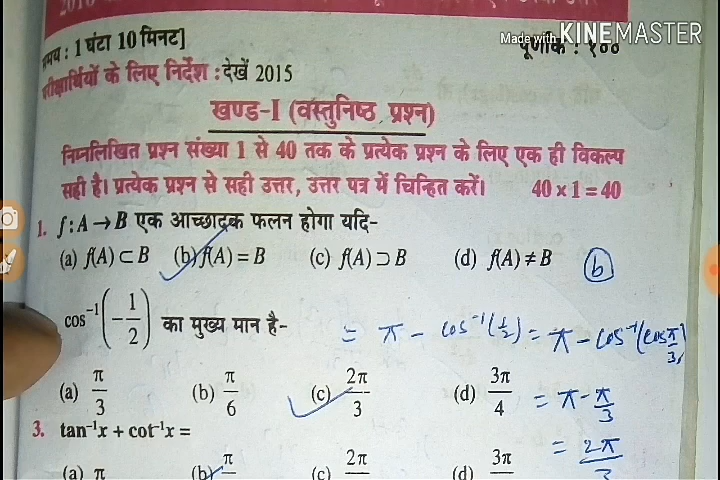 Made with KINEMASTER
समय : 1 घंटा 10 मिनट] पूर्णांक : १००
परीक्षार्थियों के लिए निर्देश : देखें 2015
खण्ड-I (वस्तुनिष्ठ प्रश्न)
निम्नलिखित प्रश्न संख्या 1 से 40 तक के प्रत्येक प्रश्न के लिए एक ही विकल्प
सही है। प्रत्येक प्रश्न से सही उत्तर, उत्तर पत्र में चिन्हित करें। 40 x 1 = 40
1. f : A → B एक आच्छादक फलन होगा यदि-
(a) f(A) ⊂ B (b) f(A) = B (c) f(A) ⊃ B (d) f(A) ≠ B (b)
cos⁻¹(-1/2) का मुख्य मान है- = π - cos⁻¹(1/2) = π - cos⁻¹(cos π/3)
(a) π/3 (b) π/6 (c) 2π/3 (d) 3π/4 = π - π/3
3. tan⁻¹x + cot⁻¹x = = 2π/3
(a) π (b) π (c) 2π (d) 3π